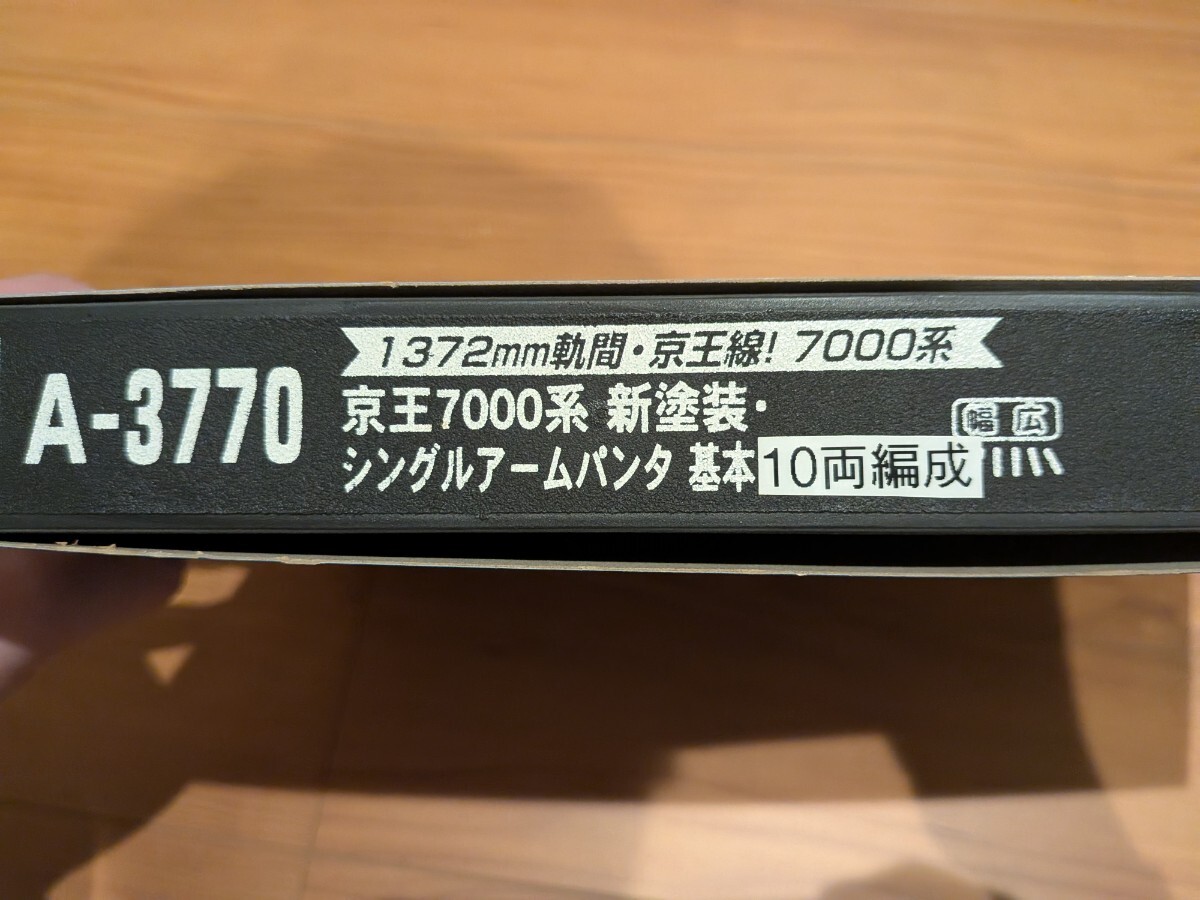 1372mm軌間・京王線! 7000系
A-3770
京王7000系 新塗装・
シングルアームパンタ 基本10両編成
幅広